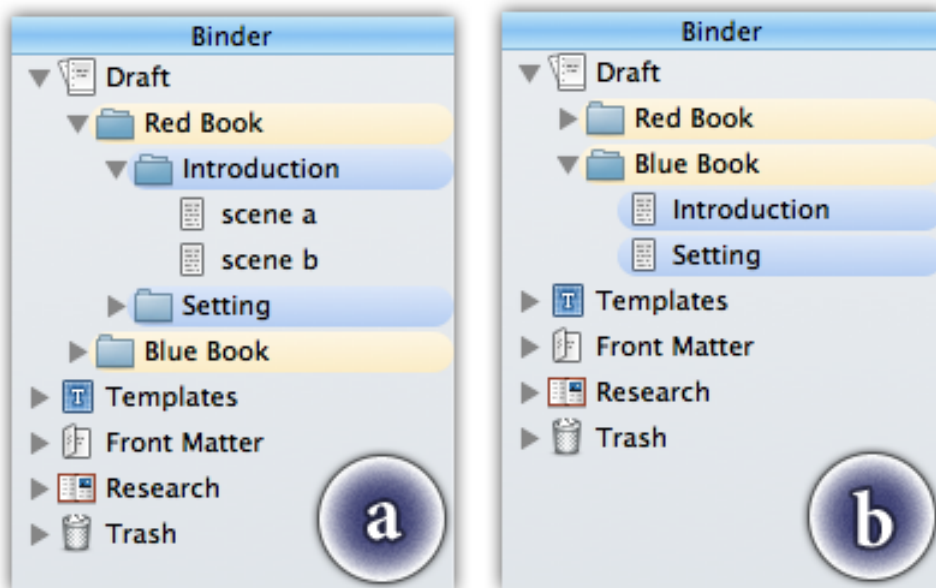 Binder
Draft
Red Book
Introduction
scene a
scene b
Setting
Blue Book
Templates
Front Matter
Research
Trash
a
Binder
Draft
Red Book
Blue Book
Introduction
Setting
Templates
Front Matter
Research
Trash
b